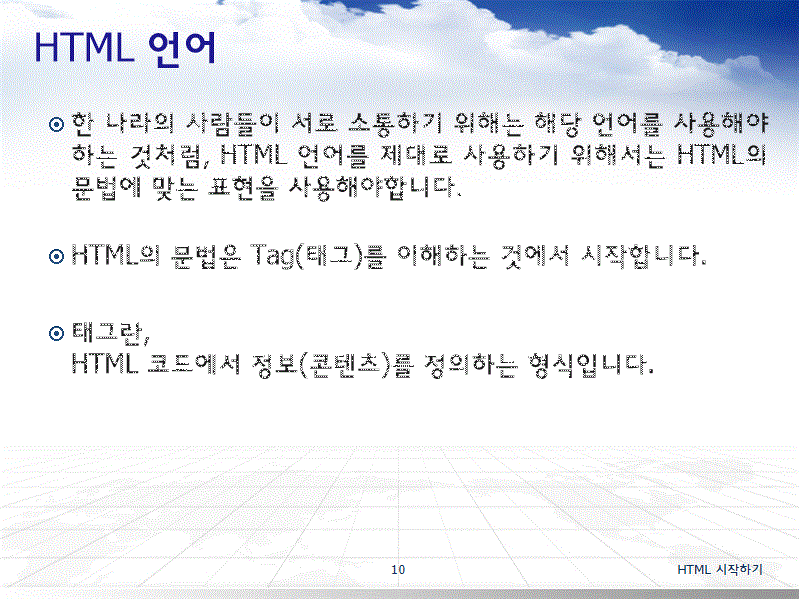 HTML 언어
한 나라의 사람들이 서로 소통하기 위해는 해당 언어를 사용해야
하는 것처럼, HTML 언어를 제대로 사용하기 위해서는 HTML의
문법에 맞는 표현을 사용해야합니다.
HTML의 문법은 Tag(태그)를 이해하는 것에서 시작합니다.
태그란,
HTML 코드에서 정보(콘텐츠)를 정의하는 형식입니다.
10
HTML 시작하기